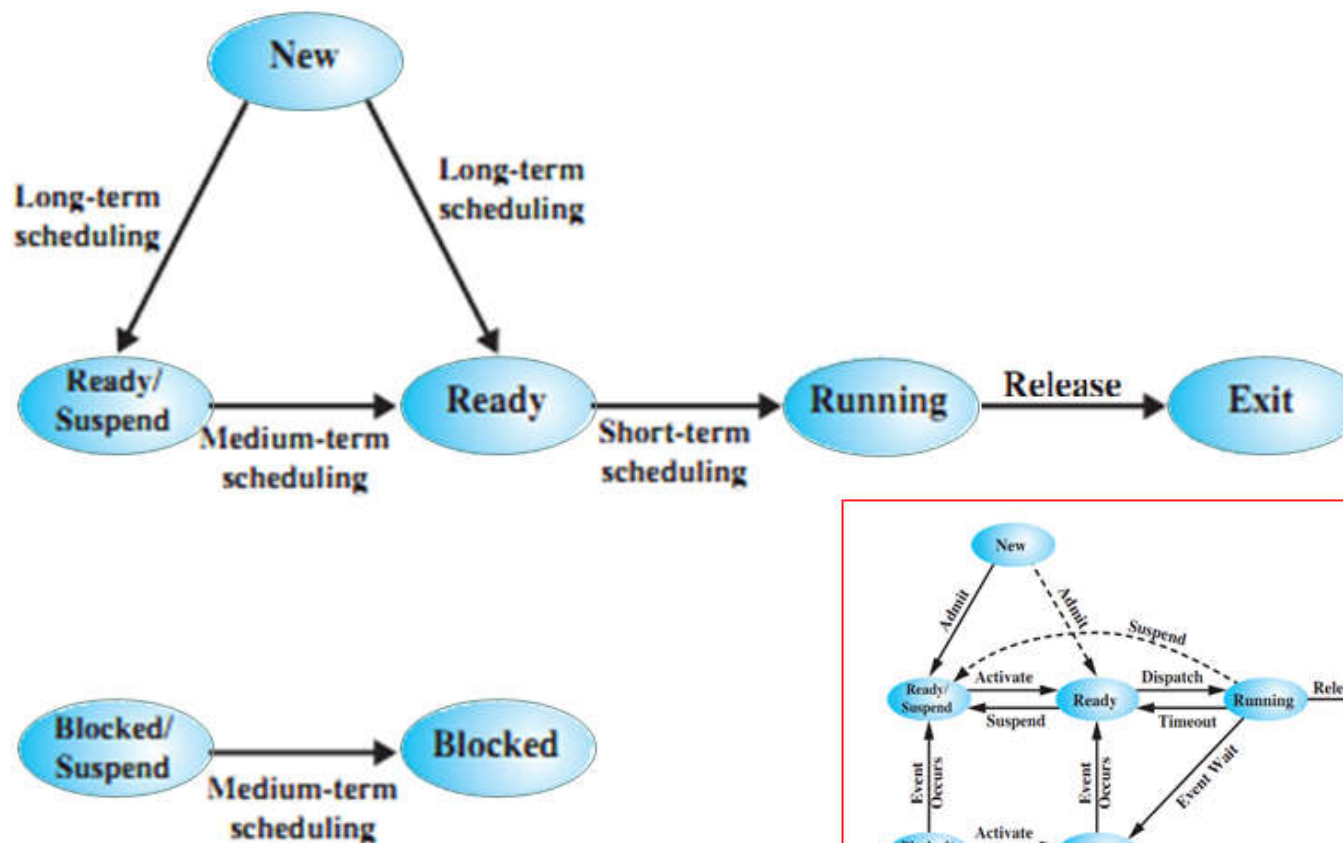 New
Long-term
scheduling
Long-term
scheduling
Ready/
Suspend
Medium-term
scheduling
Ready
Short-term
scheduling
Running
Release
Exit
Blocked/
Suspend
Medium-term
scheduling
Blocked
New
Admit
Admit
Suspend
Ready/
Suspend
Activate
Suspend
Ready
Dispatch
Timeout
Running
Event
Occurs
Event
Occurs
Event Wait
Activate